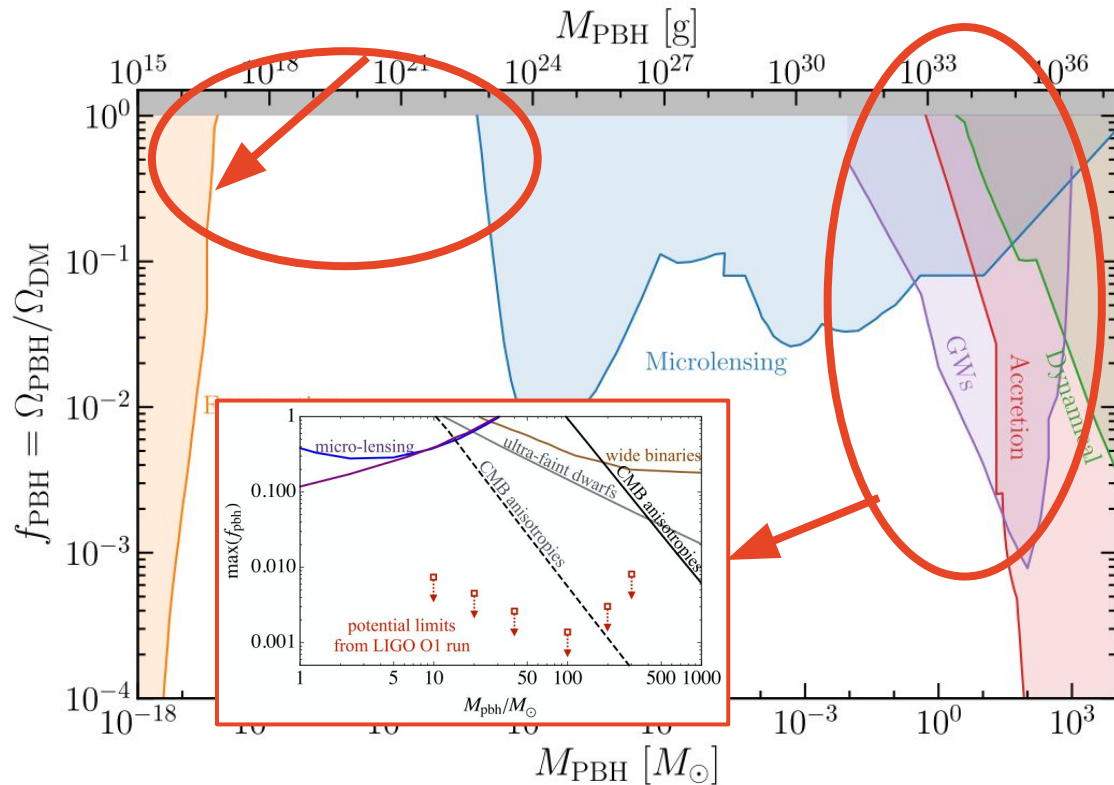 M_PBH [g]
10^15 10^18 10^21 10^24 10^27 10^30 10^33 10^36
10^0
10^−1
10^−2
10^−3
10^−4
f_PBH = Ω_PBH/Ω_DM
Microlensing
GWs
Accretion
Dynamical
E
1
0.100
0.010
0.001
max(f_pbh)
micro-lensing
ultra-faint dwarfs
wide binaries
CMB anisotropies
CMB anisotropies
potential limits
from LIGO O1 run
1 5 10 50 100 500 1000
M_pbh/M_⊙
10^−18 10^−3 10^0 10^3
M_PBH [M_⊙]